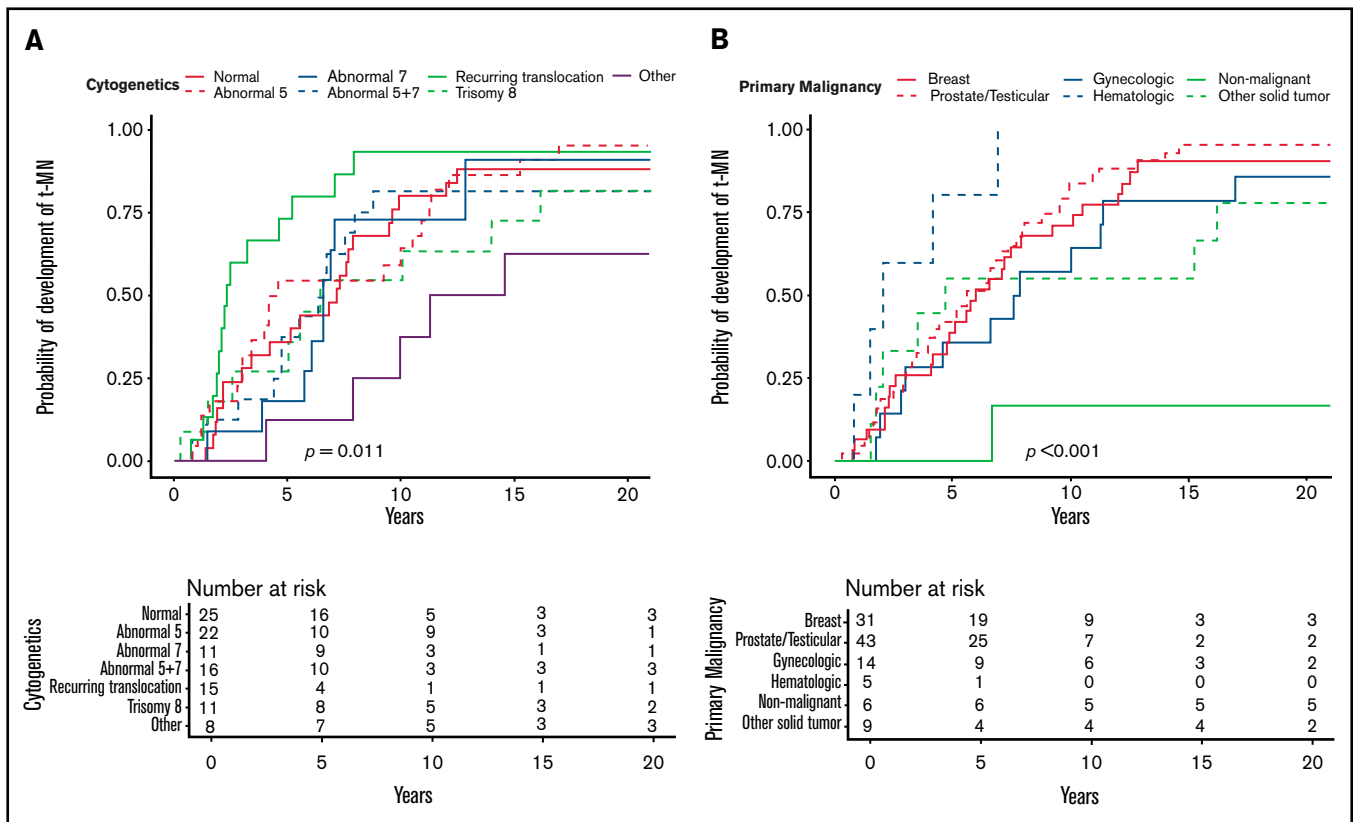 A
Cytogenetics Normal Abnormal 7 Recurring translocation Other
Abnormal 5 Abnormal 5+7 Trisomy 8
Probability of development of t-MN
1.00
0.75
0.50
0.25
0.00
p = 0.011
0 5 10 15 20
Years
Number at risk
Cytogenetics
Normal 25 16 5 3 3
Abnormal 5 22 10 9 3 1
Abnormal 7 11 9 3 1 1
Abnormal 5+7 16 10 3 3 3
Recurring translocation 15 4 1 1 1
Trisomy 8 11 8 5 3 2
Other 8 7 5 3 3
0 5 10 15 20
Years
B
Primary Malignancy Breast Gynecologic Non-malignant
Prostate/Testicular Hematologic Other solid tumor
Probability of development of t-MN
1.00
0.75
0.50
0.25
0.00
p <0.001
0 5 10 15 20
Years
Number at risk
Primary Malignancy
Breast 31 19 9 3 3
Prostate/Testicular 43 25 7 2 2
Gynecologic 14 9 6 3 2
Hematologic 5 1 0 0 0
Non-malignant 6 6 5 5 5
Other solid tumor 9 4 4 4 2
0 5 10 15 20
Years